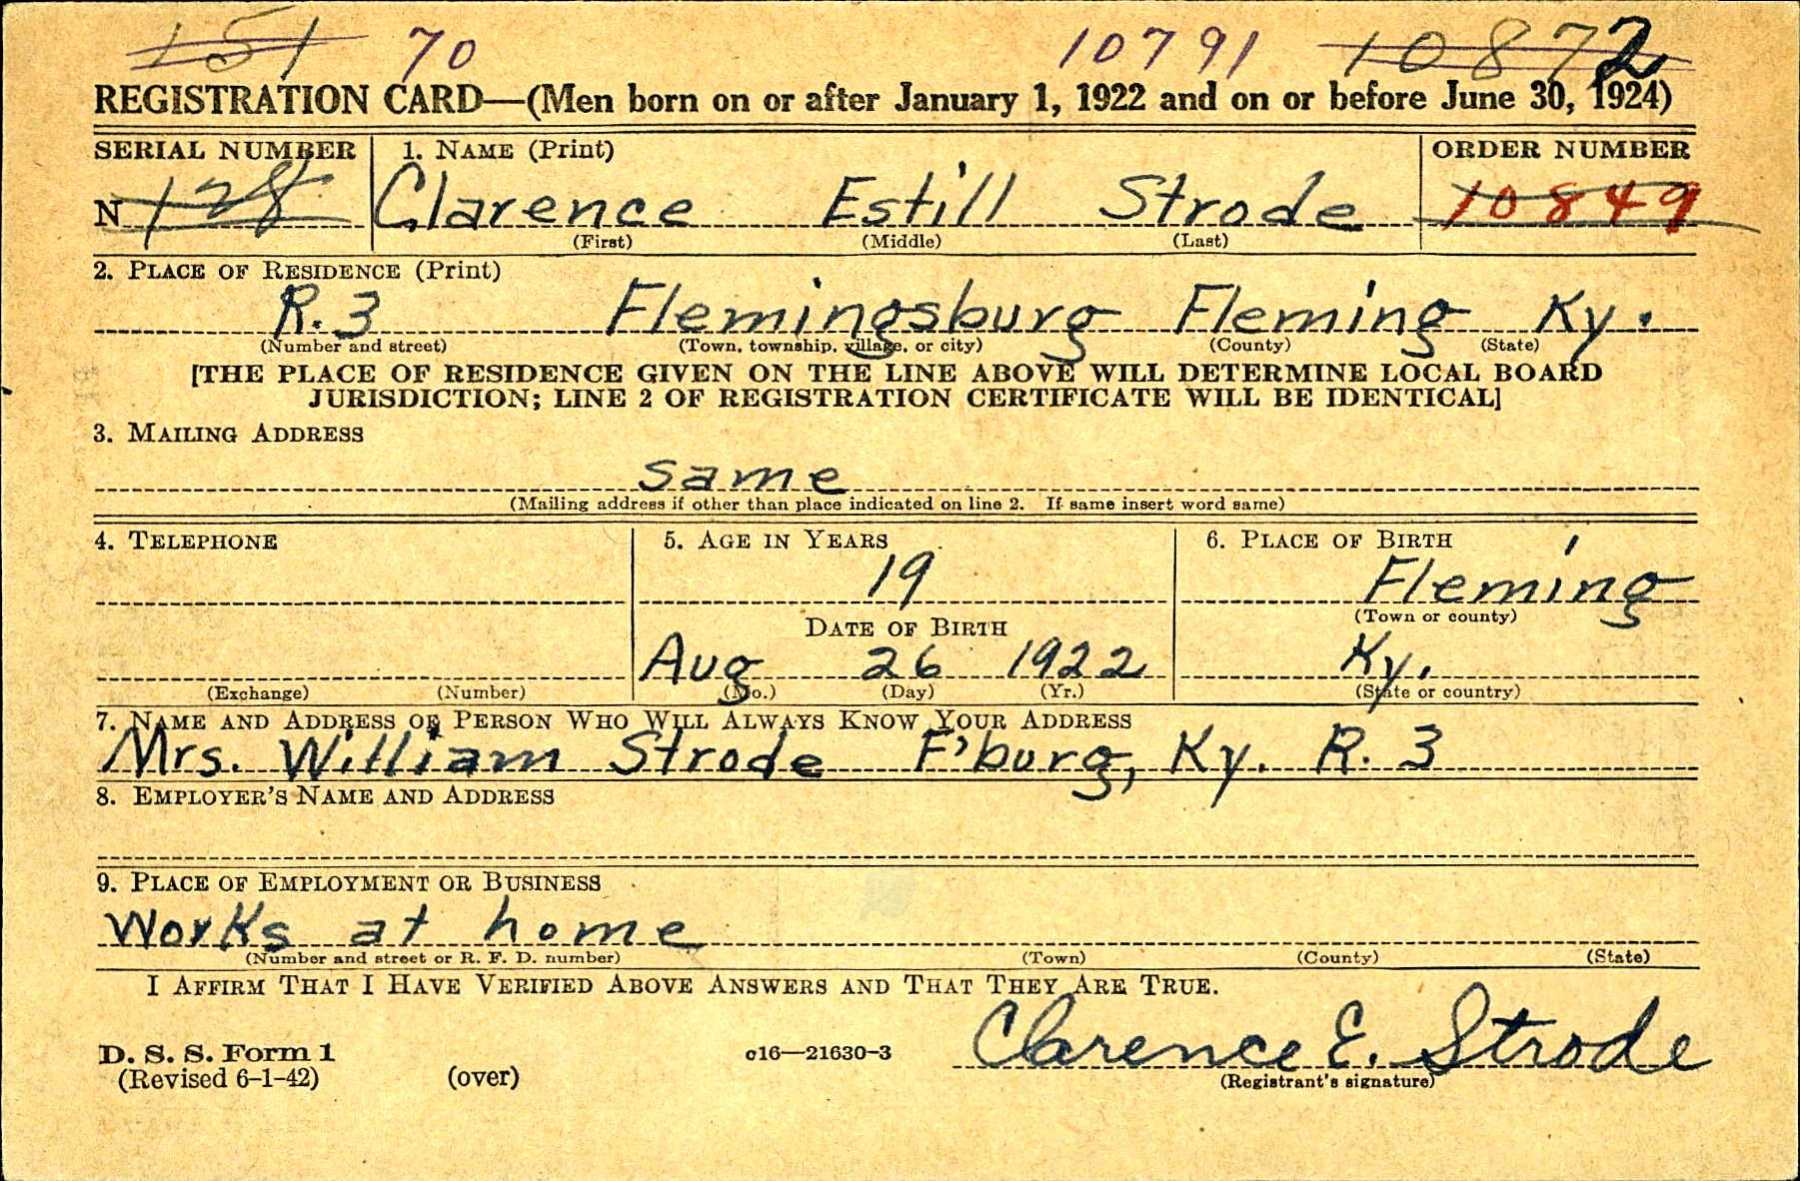 151 70 10791 10872
REGISTRATION CARD—(Men born on or after January 1, 1922 and on or before June 30, 1924)
SERIAL NUMBER 1. NAME (Print) ORDER NUMBER
N 128 Clarence Estill Strode 10849
(First) (Middle) (Last)
2. PLACE OF RESIDENCE (Print)
R. 3 Flemingsburg Fleming Ky.
(Number and street) (Town, township, village, or city) (County) (State)
[THE PLACE OF RESIDENCE GIVEN ON THE LINE ABOVE WILL DETERMINE LOCAL BOARD
JURISDICTION; LINE 2 OF REGISTRATION CERTIFICATE WILL BE IDENTICAL]
3. MAILING ADDRESS
same
(Mailing address if other than place indicated on line 2. If same insert word same)
4. TELEPHONE 5. AGE IN YEARS 6. PLACE OF BIRTH
19 Fleming
(Town or county)
DATE OF BIRTH
Aug 26 1922 Ky.
(Exchange) (Number) (Mo.) (Day) (Yr.) (State or country)
7. NAME AND ADDRESS OF PERSON WHO WILL ALWAYS KNOW YOUR ADDRESS
Mrs. William Strode F'burg, Ky. R. 3
8. EMPLOYER'S NAME AND ADDRESS
9. PLACE OF EMPLOYMENT OR BUSINESS
Works at home
(Number and street or R. F. D. number) (Town) (County) (State)
I AFFIRM THAT I HAVE VERIFIED ABOVE ANSWERS AND THAT THEY ARE TRUE.
Clarence E. Strode
D. S. S. Form 1 c16—21630-3
(Revised 6-1-42) (over) (Registrant's signature)